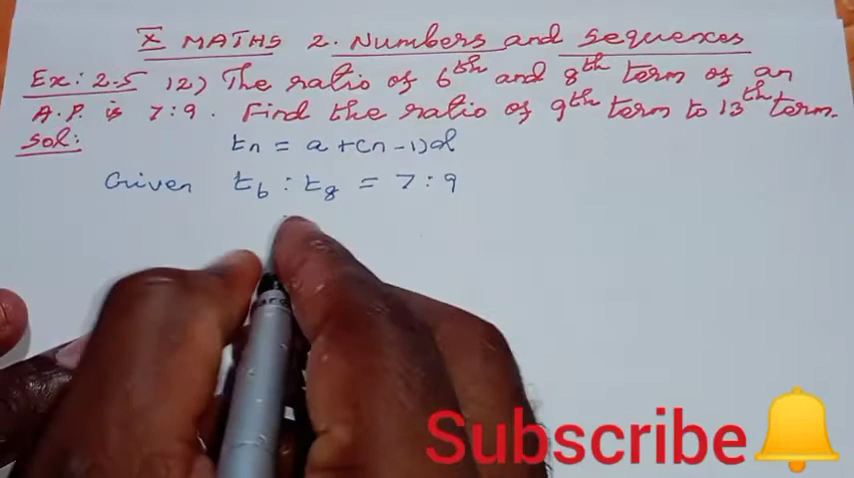 X MATHS 2. Numbers and Sequences
Ex: 2.5 12) The ratio of 6th and 8th term of an
A.P. is 7:9. Find the ratio of 9th term to 13th term.
Sol:
tn = a+(n-1)d
Given t6 : t8 = 7:9
Subscribe